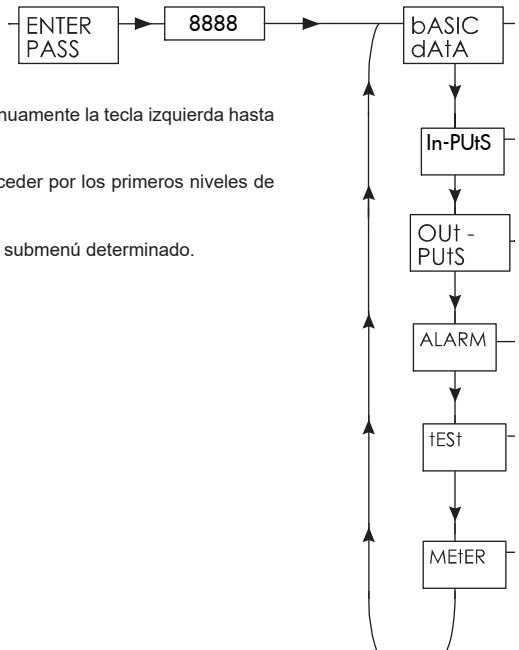 ENTER
PASS
8888
bASIC
dAtA
nuamente la tecla izquierda hasta
In-PUtS
ceder por los primeros niveles de
OUt -
PUtS
submenú determinado.
ALARM
tESt
MEtER